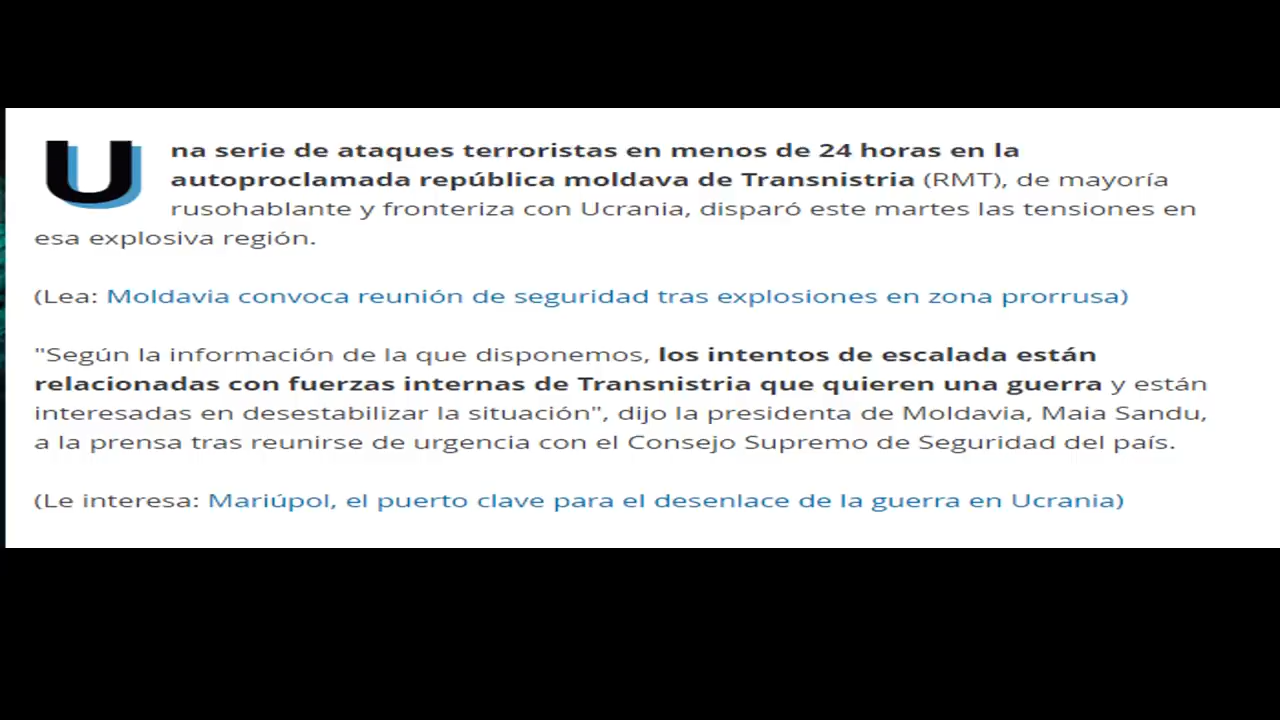 Una serie de ataques terroristas en menos de 24 horas en la
autoproclamada república moldava de Transnistria (RMT), de mayoría
rusohablante y fronteriza con Ucrania, disparó este martes las tensiones en
esa explosiva región.
(Lea: Moldavia convoca reunión de seguridad tras explosiones en zona prorrusa)
"Según la información de la que disponemos, los intentos de escalada están
relacionadas con fuerzas internas de Transnistria que quieren una guerra y están
interesadas en desestabilizar la situación", dijo la presidenta de Moldavia, Maia Sandu,
a la prensa tras reunirse de urgencia con el Consejo Supremo de Seguridad del país.
(Le interesa: Mariúpol, el puerto clave para el desenlace de la guerra en Ucrania)